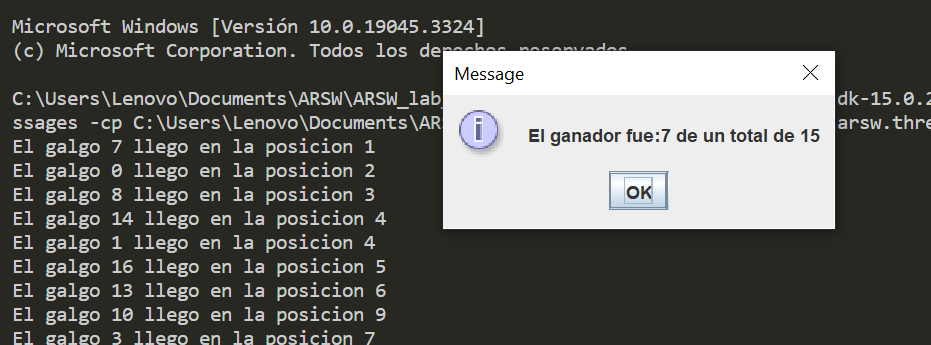 Microsoft Windows [Versión 10.0.19045.3324]
(c) Microsoft Corporation. Todos los derechos reservados.
Message
C:\Users\Lenovo\Documents\ARSW\ARSW_lab dk-15.0.2
ssages -cp C:\Users\Lenovo\Documents\ARS arsw.thre
El ganador fue:7 de un total de 15
OK
El galgo 7 llego en la posicion 1
El galgo 0 llego en la posicion 2
El galgo 8 llego en la posicion 3
El galgo 14 llego en la posicion 4
El galgo 1 llego en la posicion 4
El galgo 16 llego en la posicion 5
El galgo 13 llego en la posicion 6
El galgo 10 llego en la posicion 9
El galgo 3 llego en la posicion 7